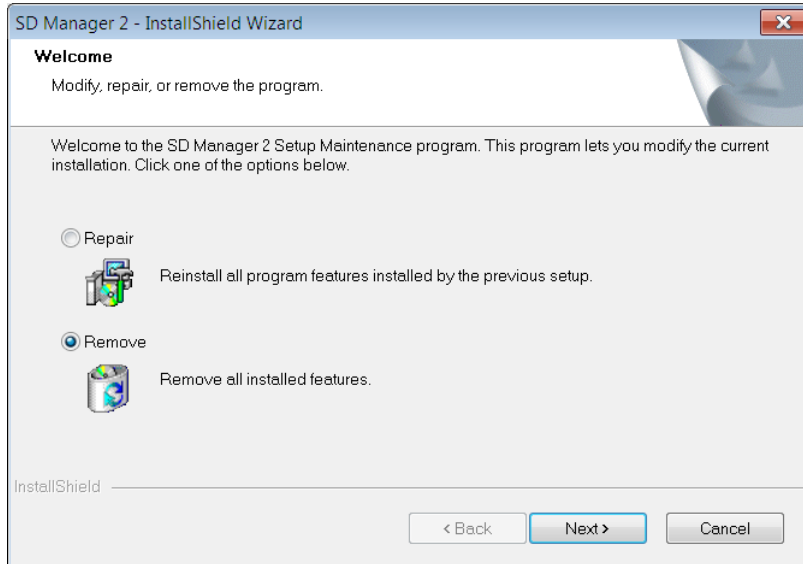 SD Manager 2 - InstallShield Wizard
Welcome
Modify, repair, or remove the program.
Welcome to the SD Manager 2 Setup Maintenance program. This program lets you modify the current
installation. Click one of the options below.
Repair
Reinstall all program features installed by the previous setup.
Remove
Remove all installed features.
InstallShield
< Back Next > Cancel